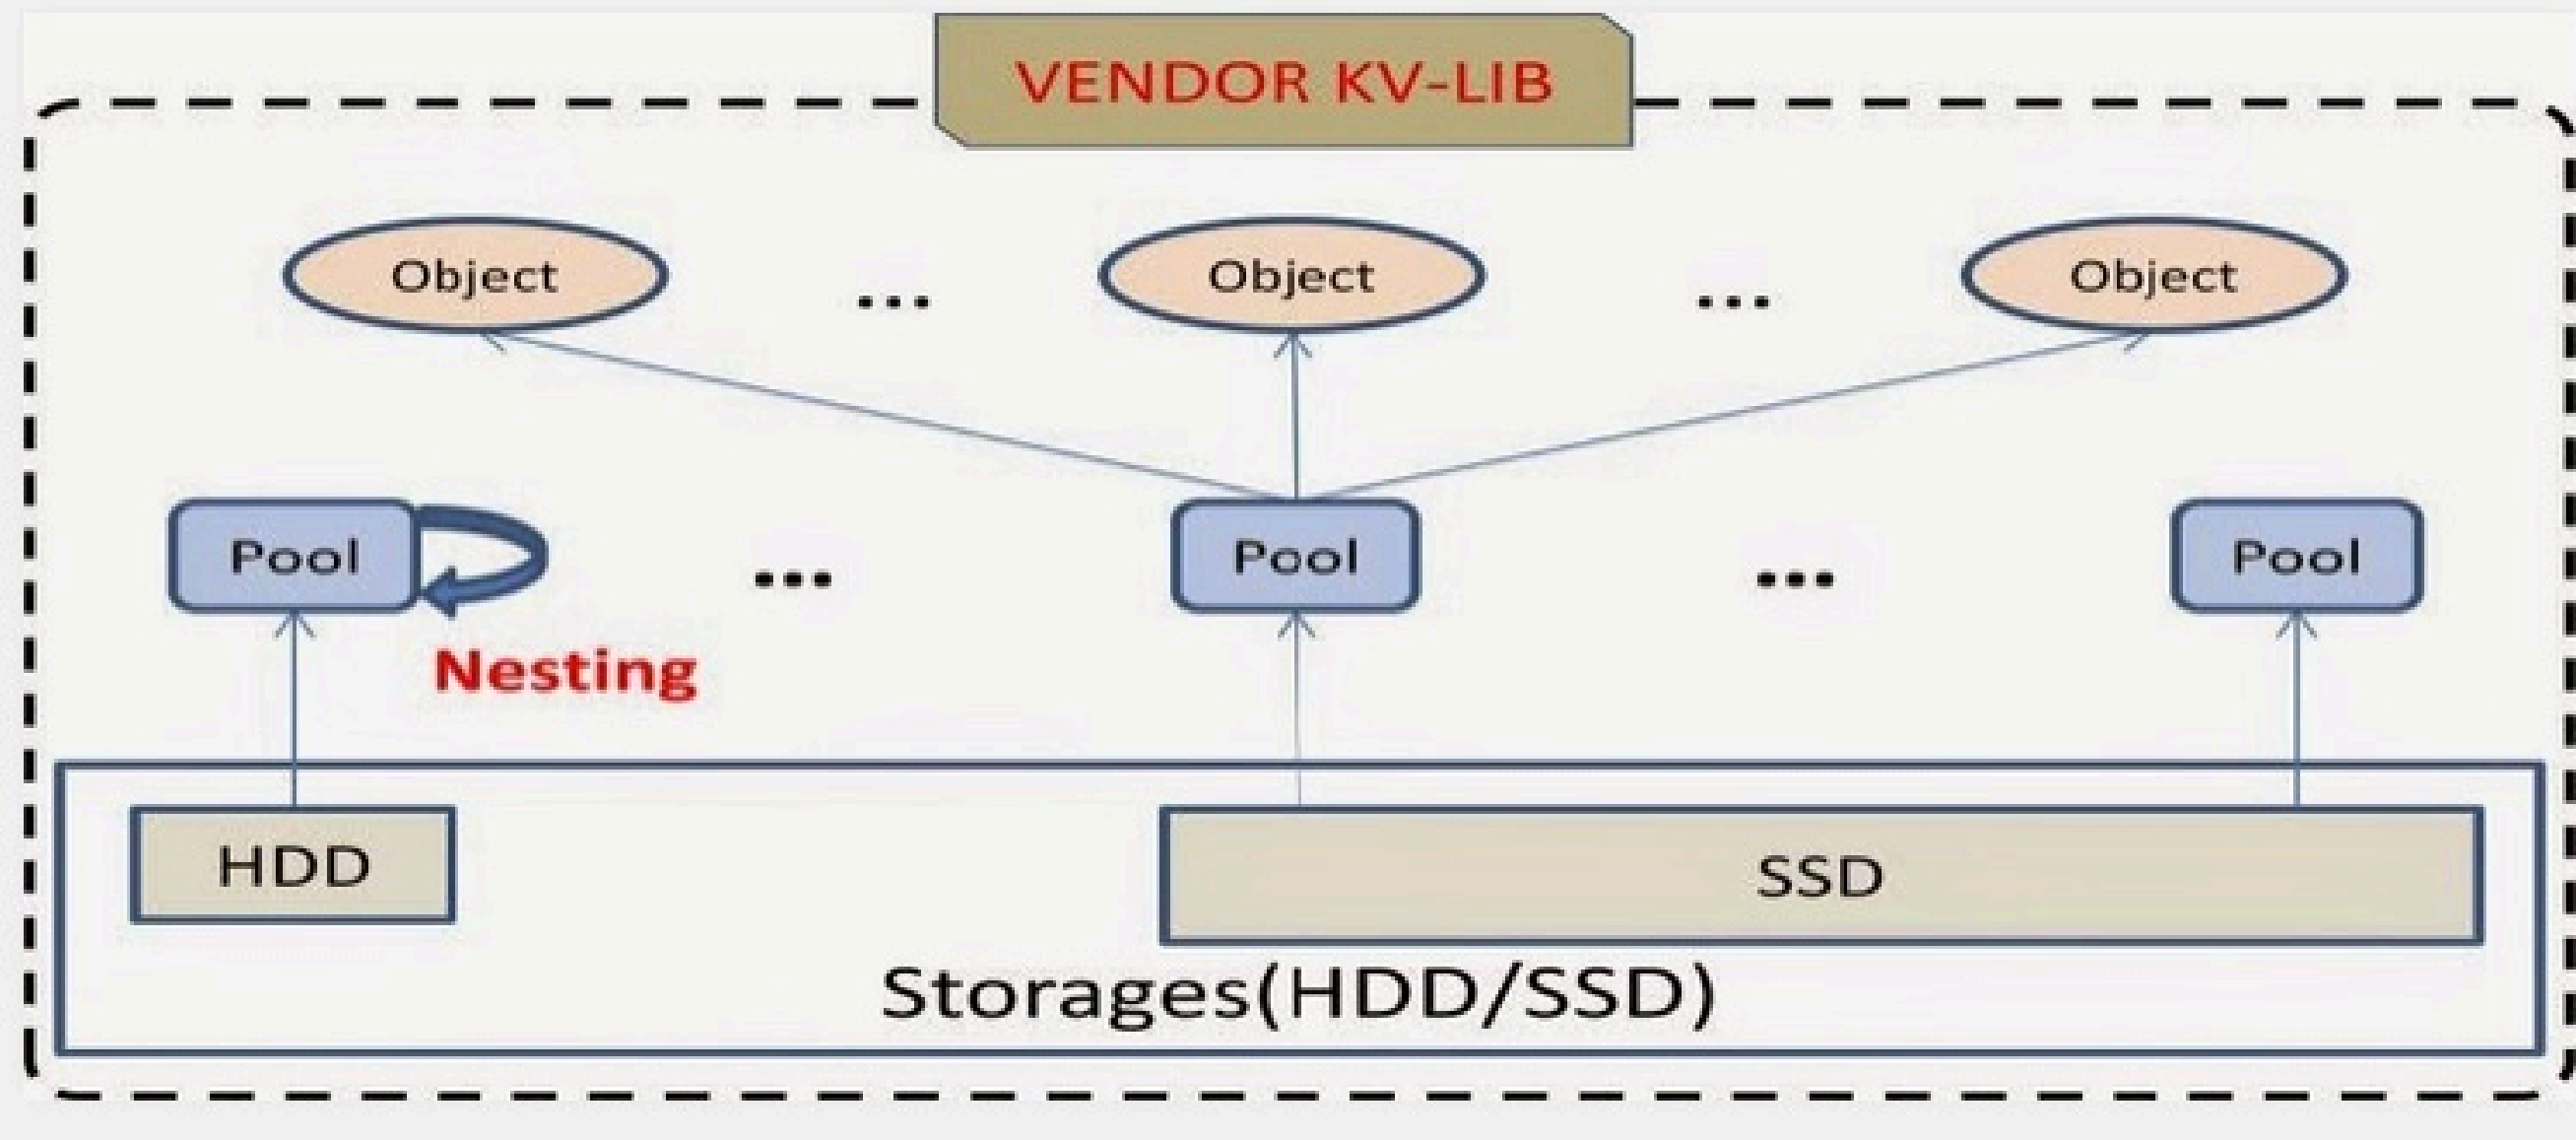 VENDOR KV-LIB
Object ... Object ... Object
Pool ... Pool ... Pool
Nesting
HDD SSD
Storages(HDD/SSD)